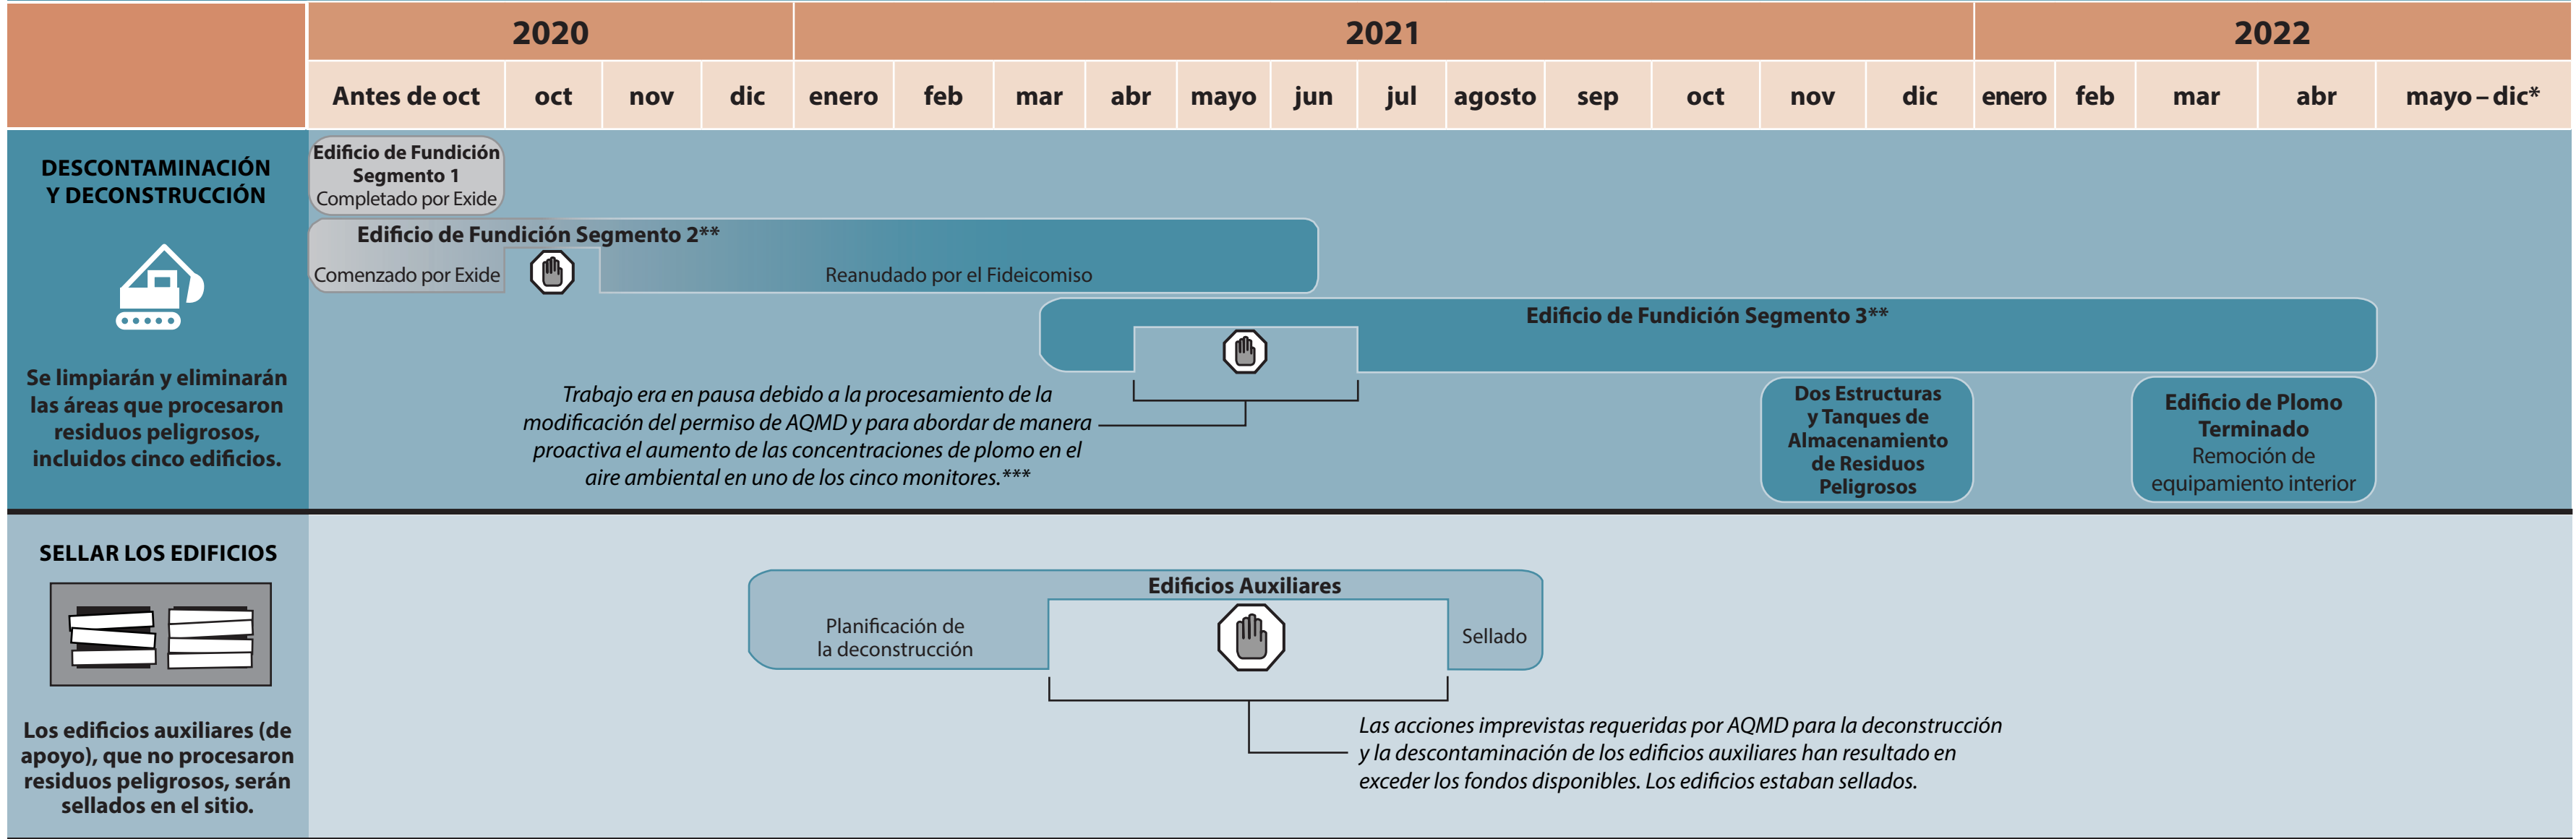 2020
2021
2022
Antes de oct
oct
nov
dic
enero
feb
mar
abr
mayo
jun
jul
agosto
sep
oct
nov
dic
enero
feb
mar
abr
mayo – dic*
DESCONTAMINACIÓN
Y DECONSTRUCCIÓN
Se limpiarán y eliminarán
las áreas que procesaron
residuos peligrosos,
incluidos cinco edificios.
Edificio de Fundición
Segmento 1
Completado por Exide
Edificio de Fundición Segmento 2**
Comenzado por Exide
Reanudado por el Fideicomiso
Edificio de Fundición Segmento 3**
Trabajo era en pausa debido a la procesamiento de la
modificación del permiso de AQMD y para abordar de manera
proactiva el aumento de las concentraciones de plomo en el
aire ambiental en uno de los cinco monitores.***
Dos Estructuras
y Tanques de
Almacenamiento
de Residuos
Peligrosos
Edificio de Plomo
Terminado
Remoción de
equipamiento interior
SELLAR LOS EDIFICIOS
Los edificios auxiliares (de
apoyo), que no procesaron
residuos peligrosos, serán
sellados en el sitio.
Edificios Auxiliares
Planificación de
la deconstrucción
Sellado
Las acciones imprevistas requeridas por AQMD para la deconstrucción
y la descontaminación de los edificios auxiliares han resultado en
exceder los fondos disponibles. Los edificios estaban sellados.